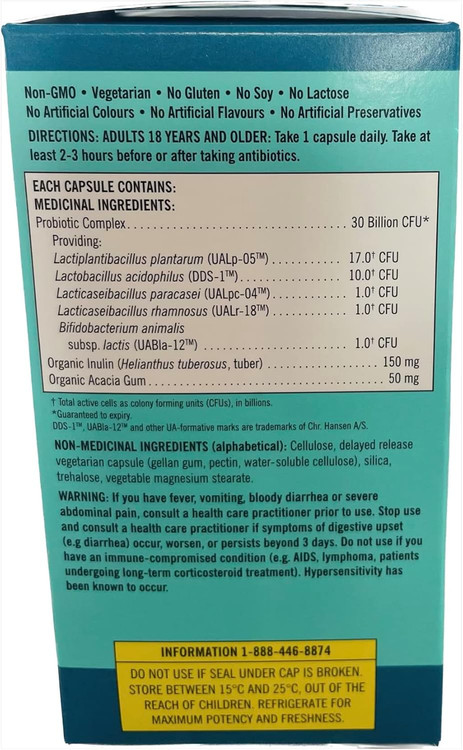 Non-GMO • Vegetarian • No Gluten • No Soy • No Lactose
No Artificial Colours • No Artificial Flavours • No Artificial Preservatives
DIRECTIONS: ADULTS 18 YEARS AND OLDER: Take 1 capsule daily. Take at
least 2-3 hours before or after taking antibiotics.
EACH CAPSULE CONTAINS:
MEDICINAL INGREDIENTS:
Probiotic Complex................................................ 30 Billion CFU*
Providing:
Lactiplantibacillus plantarum (UALp-05™) ............. 17.0† CFU
Lactobacillus acidophilus (DDS-1™)..................... 10.0† CFU
Lacticaseibacillus paracasei (UALpc-04™)............. 1.0† CFU
Lacticaseibacillus rhamnosus (UALr-18™)............. 1.0† CFU
Bifidobacterium animalis
subsp. lactis (UABla-12™) ............................ 1.0† CFU
Organic Inulin (Helianthus tuberosus, tuber) ..................... 150 mg
Organic Acacia Gum............................................. 50 mg
† Total active cells as colony forming units (CFUs), in billions.
*Guaranteed to expiry.
DDS-1™, UABla-12™ and other UA-formative marks are trademarks of Chr. Hansen A/S.
NON-MEDICINAL INGREDIENTS (alphabetical): Cellulose, delayed release
vegetarian capsule (gellan gum, pectin, water-soluble cellulose), silica,
trehalose, vegetable magnesium stearate.
WARNING: If you have fever, vomiting, bloody diarrhea or severe
abdominal pain, consult a health care practitioner prior to use. Stop use
and consult a health care practitioner if symptoms of digestive upset
(e.g diarrhea) occur, worsen, or persists beyond 3 days. Do not use if you
have an immune-compromised condition (e.g. AIDS, lymphoma, patients
undergoing long-term corticosteroid treatment). Hypersensitivity has
been known to occur.
INFORMATION 1-888-446-8874
DO NOT USE IF SEAL UNDER CAP IS BROKEN.
STORE BETWEEN 15°C AND 25°C, OUT OF THE
REACH OF CHILDREN. REFRIGERATE FOR
MAXIMUM POTENCY AND FRESHNESS.